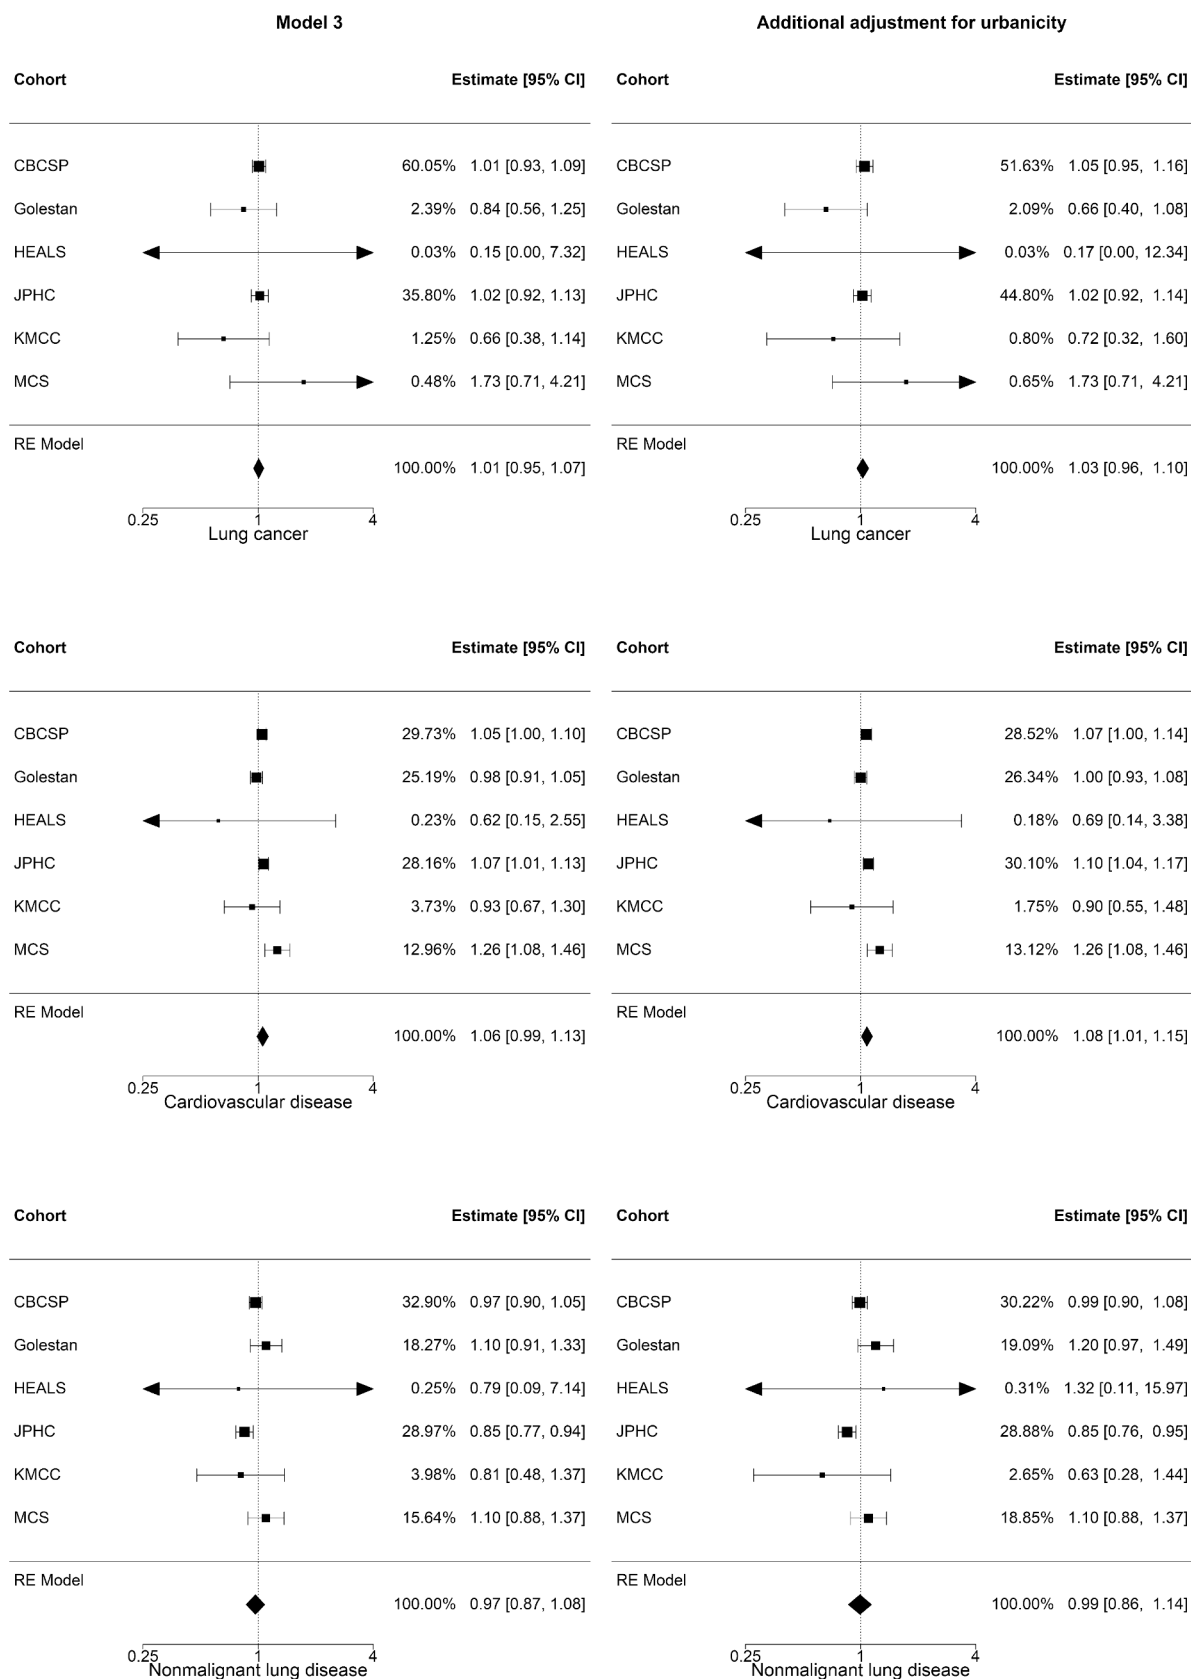 Model 3 Additional adjustment for urbanicity
Cohort Estimate [95% CI] Cohort Estimate [95% CI]
CBCSP 60.05% 1.01 [0.93, 1.09] CBCSP 51.63% 1.05 [0.95, 1.16]
Golestan 2.39% 0.84 [0.56, 1.25] Golestan 2.09% 0.66 [0.40, 1.08]
HEALS 0.03% 0.15 [0.00, 7.32] HEALS 0.03% 0.17 [0.00, 12.34]
JPHC 35.80% 1.02 [0.92, 1.13] JPHC 44.80% 1.02 [0.92, 1.14]
KMCC 1.25% 0.66 [0.38, 1.14] KMCC 0.80% 0.72 [0.32, 1.60]
MCS 0.48% 1.73 [0.71, 4.21] MCS 0.65% 1.73 [0.71, 4.21]
RE Model RE Model
100.00% 1.01 [0.95, 1.07] 100.00% 1.03 [0.96, 1.10]
0.25 1 4 0.25 1 4
Lung cancer Lung cancer
Cohort Estimate [95% CI] Cohort Estimate [95% CI]
CBCSP 29.73% 1.05 [1.00, 1.10] CBCSP 28.52% 1.07 [1.00, 1.14]
Golestan 25.19% 0.98 [0.91, 1.05] Golestan 26.34% 1.00 [0.93, 1.08]
HEALS 0.23% 0.62 [0.15, 2.55] HEALS 0.18% 0.69 [0.14, 3.38]
JPHC 28.16% 1.07 [1.01, 1.13] JPHC 30.10% 1.10 [1.04, 1.17]
KMCC 3.73% 0.93 [0.67, 1.30] KMCC 1.75% 0.90 [0.55, 1.48]
MCS 12.96% 1.26 [1.08, 1.46] MCS 13.12% 1.26 [1.08, 1.46]
RE Model RE Model
100.00% 1.06 [0.99, 1.13] 100.00% 1.08 [1.01, 1.15]
0.25 1 4 0.25 1 4
Cardiovascular disease Cardiovascular disease
Cohort Estimate [95% CI] Cohort Estimate [95% CI]
CBCSP 32.90% 0.97 [0.90, 1.05] CBCSP 30.22% 0.99 [0.90, 1.08]
Golestan 18.27% 1.10 [0.91, 1.33] Golestan 19.09% 1.20 [0.97, 1.49]
HEALS 0.25% 0.79 [0.09, 7.14] HEALS 0.31% 1.32 [0.11, 15.97]
JPHC 28.97% 0.85 [0.77, 0.94] JPHC 28.88% 0.85 [0.76, 0.95]
KMCC 3.98% 0.81 [0.48, 1.37] KMCC 2.65% 0.63 [0.28, 1.44]
MCS 15.64% 1.10 [0.88, 1.37] MCS 18.85% 1.10 [0.88, 1.37]
RE Model RE Model
100.00% 0.97 [0.87, 1.08] 100.00% 0.99 [0.86, 1.14]
0.25 1 4 0.25 1 4
Nonmalignant lung disease Nonmalignant lung disease